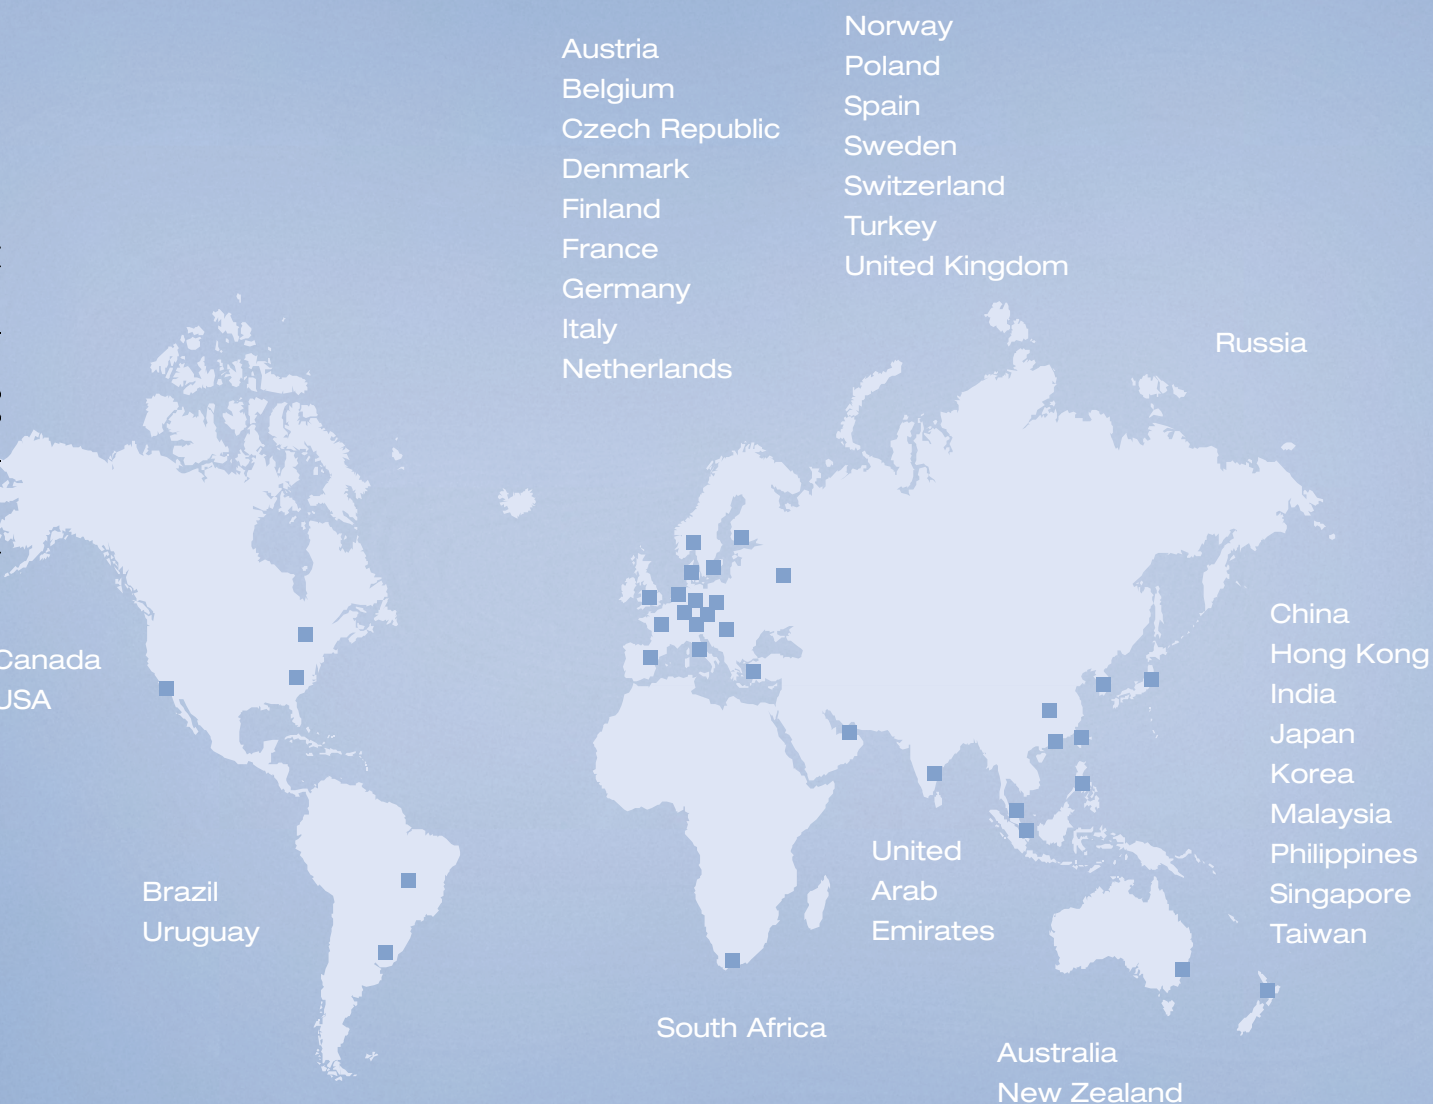 Austria
Belgium
Czech Republic
Denmark
Finland
France
Germany
Italy
Netherlands
Norway
Poland
Spain
Sweden
Switzerland
Turkey
United Kingdom
Russia
Canada
USA
Brazil
Uruguay
South Africa
United
Arab
Emirates
China
Hong Kong
India
Japan
Korea
Malaysia
Philippines
Singapore
Taiwan
Australia
New Zealand